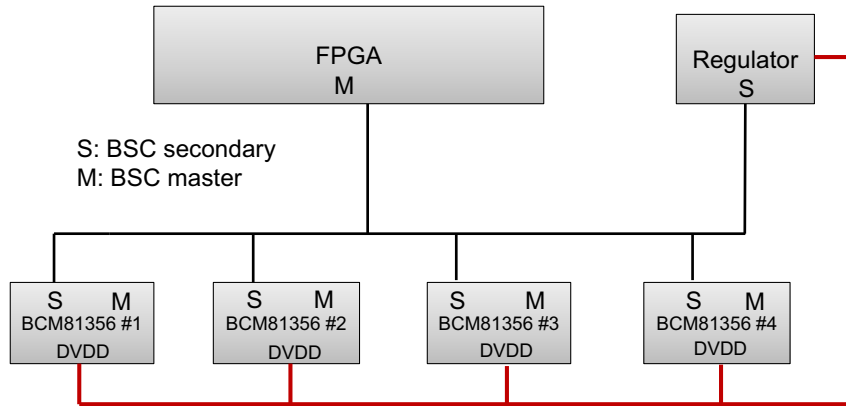 FPGA
M
Regulator
S
S: BSC secondary
M: BSC master
S M
BCM81356 #1
DVDD
S M
BCM81356 #2
DVDD
S M
BCM81356 #3
DVDD
S M
BCM81356 #4
DVDD